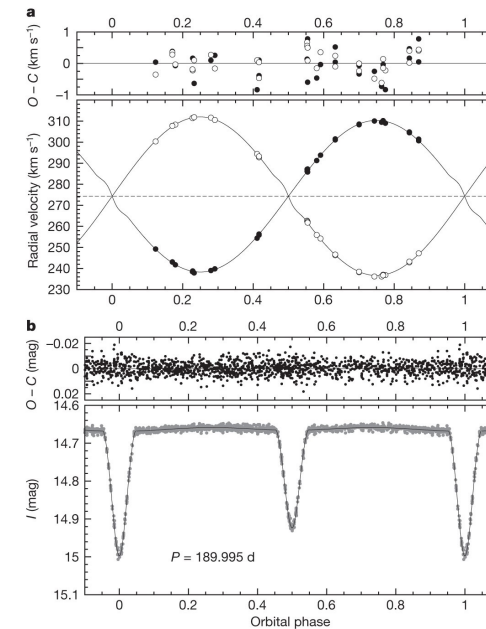 a
0 0.2 0.4 0.6 0.8 1
O – C (km s⁻¹)
1
0
–1
Radial velocity (km s⁻¹)
310
300
290
280
270
260
250
240
230
0 0.2 0.4 0.6 0.8 1
b
0 0.2 0.4 0.6 0.8 1
O – C (mag)
–0.02
0
0.02
I (mag)
14.6
14.7
14.8
14.9
15
15.1
P = 189.995 d
0 0.2 0.4 0.6 0.8 1
Orbital phase